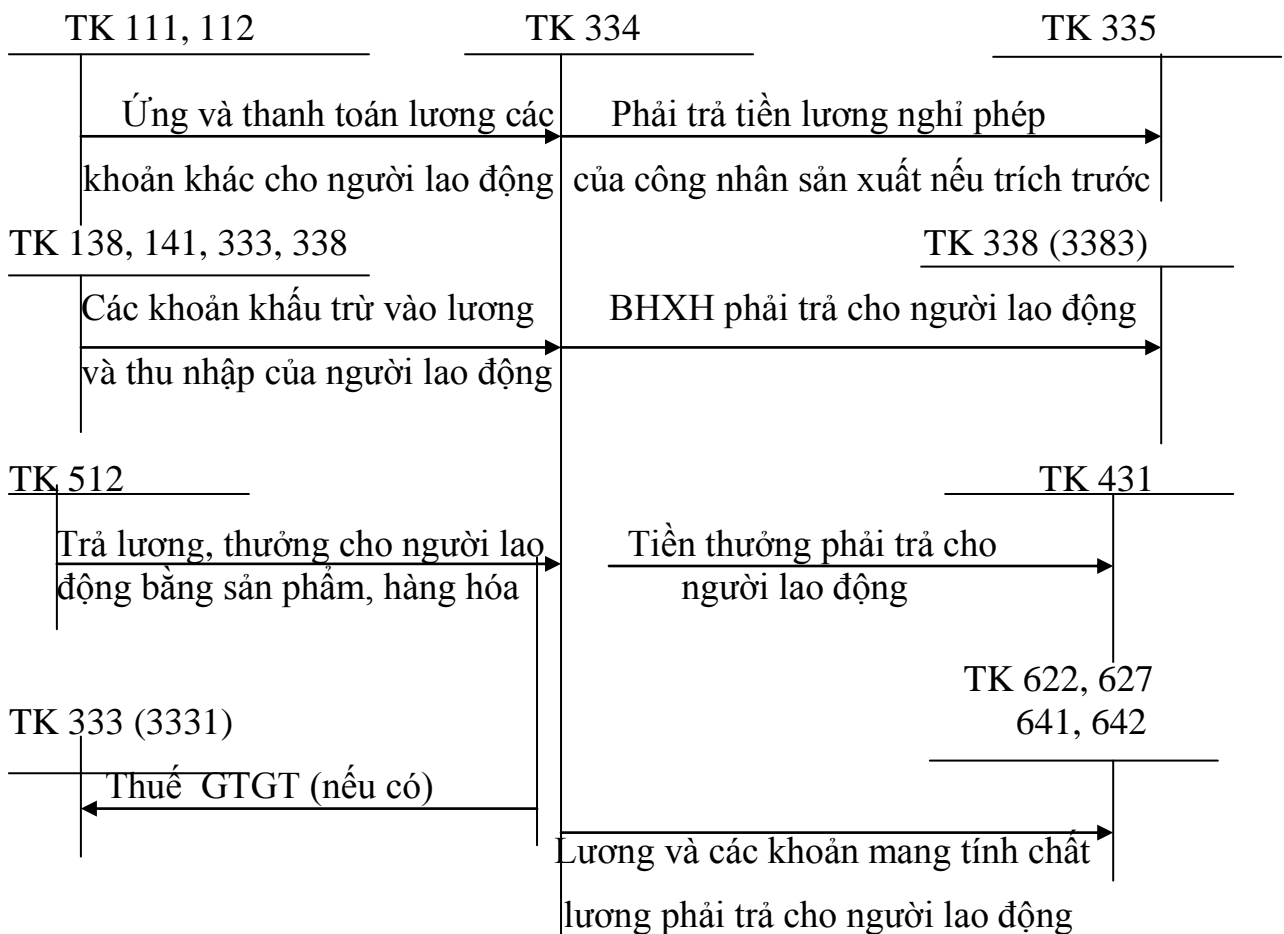 TK 111, 112
TK 334
TK 335
Ứng và thanh toán lương các
khoản khác cho người lao động
Phải trả tiền lương nghỉ phép
của công nhân sản xuất nếu trích trước
TK 138, 141, 333, 338
TK 338 (3383)
Các khoản khấu trừ vào lương
và thu nhập của người lao động
BHXH phải trả cho người lao động
TK 512
TK 431
Trả lương, thưởng cho người lao
động bằng sản phẩm, hàng hóa
Tiền thưởng phải trả cho
người lao động
TK 622, 627
641, 642
TK 333 (3331)
Thuế GTGT (nếu có)
Lương và các khoản mang tính chất
lương phải trả cho người lao động